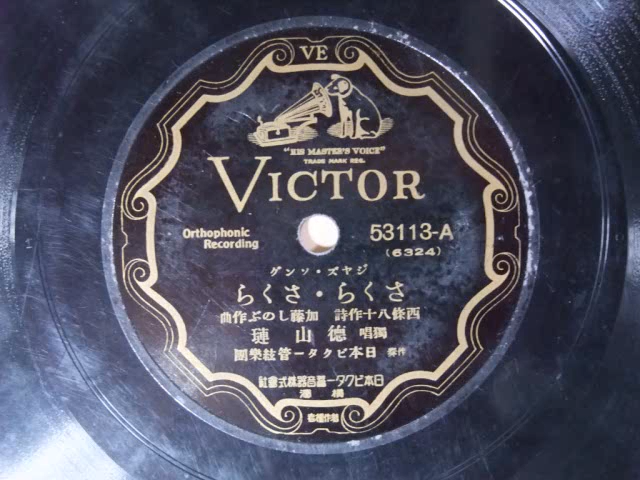 VE
"HIS MASTER'S VOICE"
TRADE MARK REG.
VICTOR
Orthophonic
Recording
53113-A
(6324)
ジヤズ・ソング
さくら・さくら
西條八十作詩 加藤しのぶ作曲
獨唱 德山璉
伴奏 日本ビクター管絃樂團
日本ビクター蓄音器株式會社
橫濱